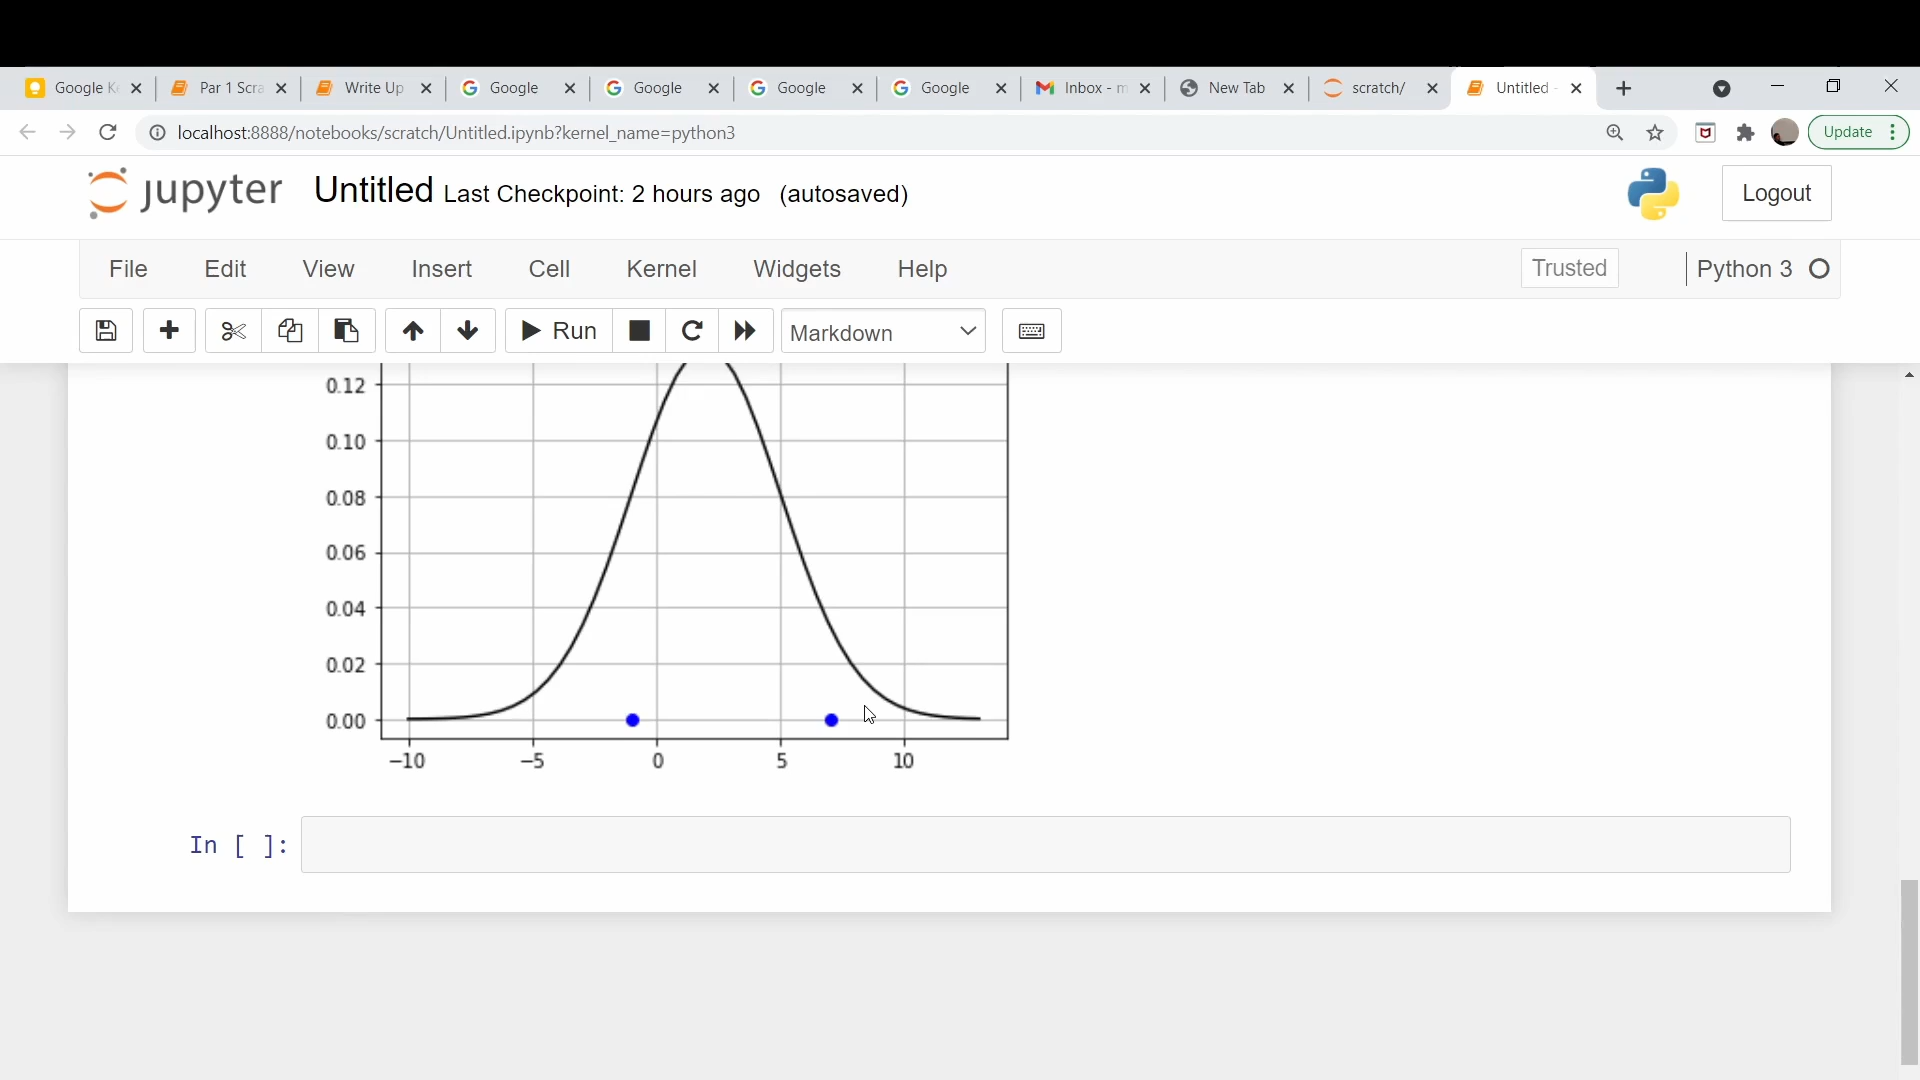 Google Ke
Par 1 Scra
Write Up
Google
Google
Google
Google
Inbox - m
New Tab
scratch/
Untitled -
localhost:8888/notebooks/scratch/Untitled.ipynb?kernel_name=python3
Update
jupyter Untitled Last Checkpoint: 2 hours ago (autosaved)
Logout
File Edit View Insert Cell Kernel Widgets Help
Trusted
Python 3
Run
Markdown
0.12
0.10
0.08
0.06
0.04
0.02
0.00
−10 −5 0 5 10
In [ ]: